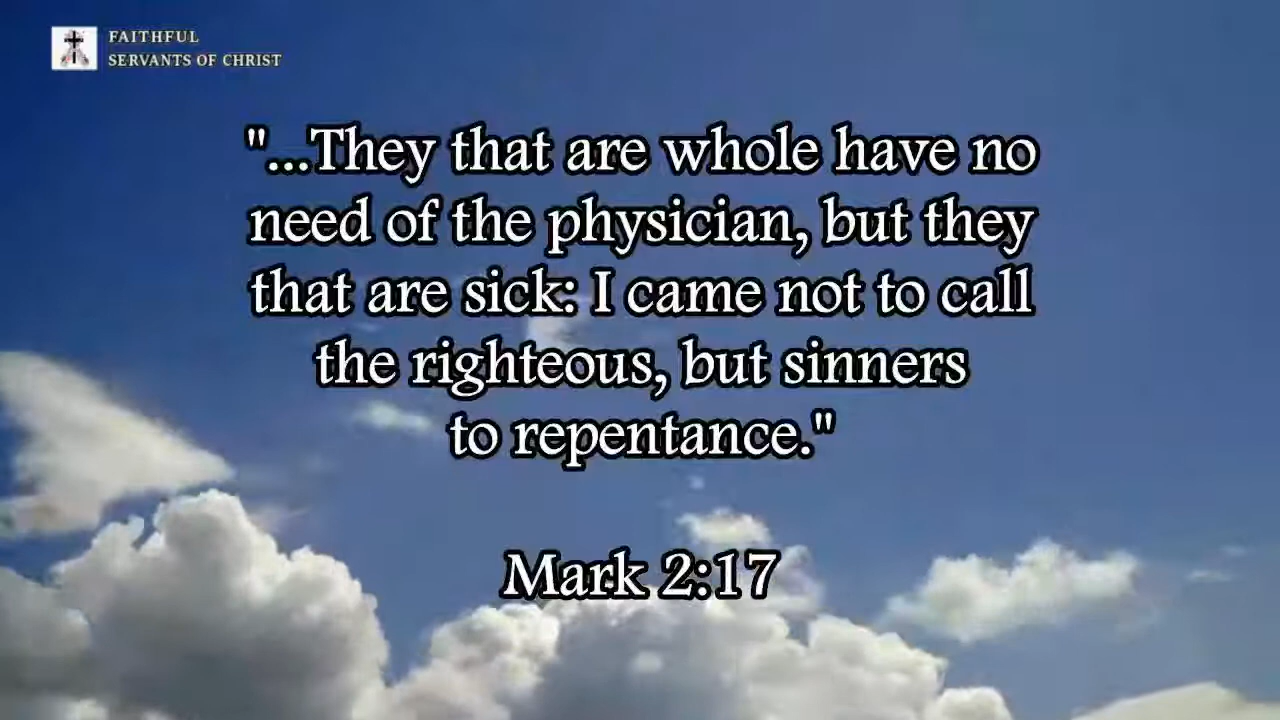 FAITHFUL
SERVANTS OF CHRIST
"...They that are whole have no
need of the physician, but they
that are sick: I came not to call
the righteous, but sinners
to repentance."
Mark 2:17